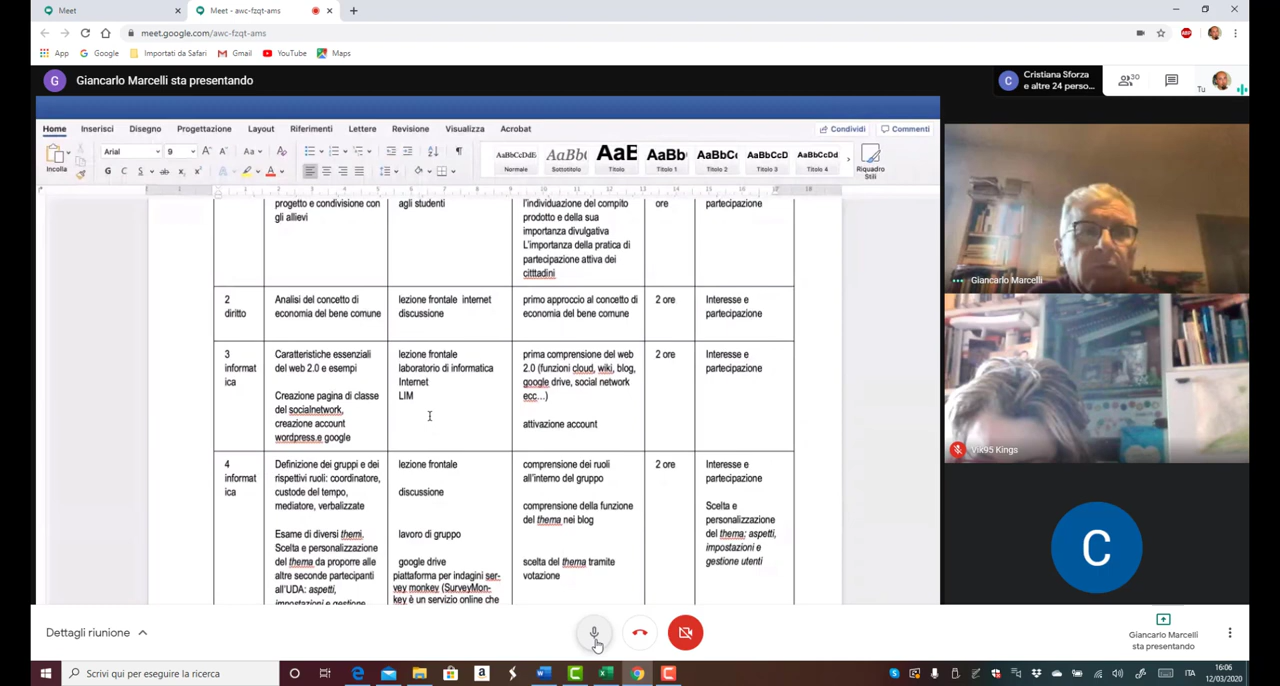 Meet
Meet - awc-fzqt-ams
meet.google.com/awc-fzqt-ams
App Google Importati da Safari Gmail YouTube Maps
G Giancarlo Marcelli sta presentando
C Cristiana Sforza
e altre 24 perso...
30
Tu
Home Inserisci Disegno Progettazione Layout Riferimenti Lettere Revisione Visualizza Acrobat Condividi Commenti
Incolla
Arial 9
G C S
AaBbCcDdE Normale
AaBbC Sottotitolo
AaB Titolo
AaBb( Titolo 1
AaBbC( Titolo 2
AaBbCcD Titolo 3
AaBbCcDd Titolo 4
Riquadro
Stili
progetto e condivisione con
gli allievi
agli studenti
l'individuazione del compito
prodotto e della sua
importanza divulgativa
L'importanza della pratica di
partecipazione attiva dei
citttadini
ore
partecipazione
2
diritto
Analisi del concetto di
economia del bene comune
lezione frontale internet
discussione
primo approccio al concetto di
economia del bene comune
2 ore
Interesse e
partecipazione
3
informat
ica
Caratteristiche essenziali
del web 2.0 e esempi
Creazione pagina di classe
del socialnetwork,
creazione account
wordpress.e google
lezione frontale
laboratorio di informatica
Internet
LIM
prima comprensione del web
2.0 (funzioni cloud, wiki, blog,
google drive, social network
ecc...)
attivazione account
2 ore
Interesse e
partecipazione
4
informat
ica
Definizione dei gruppi e dei
rispettivi ruoli: coordinatore,
custode del tempo,
mediatore, verbalizzate
Esame di diversi themi.
Scelta e personalizzazione
del thema da proporre alle
altre seconde partecipanti
all'UDA: aspetti,
impostazioni e gestione
lezione frontale
discussione
lavoro di gruppo
google drive
piattaforma per indagini ser-
vey monkey (SurveyMon-
key è un servizio online che
comprensione dei ruoli
all'interno del gruppo
comprensione della funzione
del thema nei blog
scelta del thema tramite
votazione
2 ore
Interesse e
partecipazione
Scelta e
personalizzazione
del thema: aspetti,
impostazioni e
gestione utenti
Giancarlo Marcelli
Vik95 Kings
C
Dettagli riunione
Giancarlo Marcelli
sta presentando
Scrivi qui per eseguire la ricerca
ITA
16:06
12/03/2020